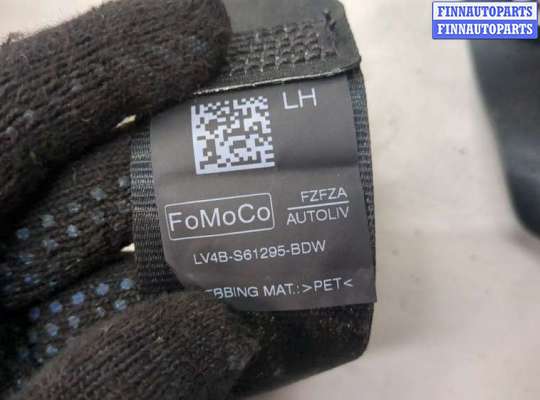 FINNAUTOPARTS
FINNAUTOPARTS
LH
FoMoCo
FZFZA
AUTOLIV
LV4B-S61295-BDW
EBBING MAT.:>PET<